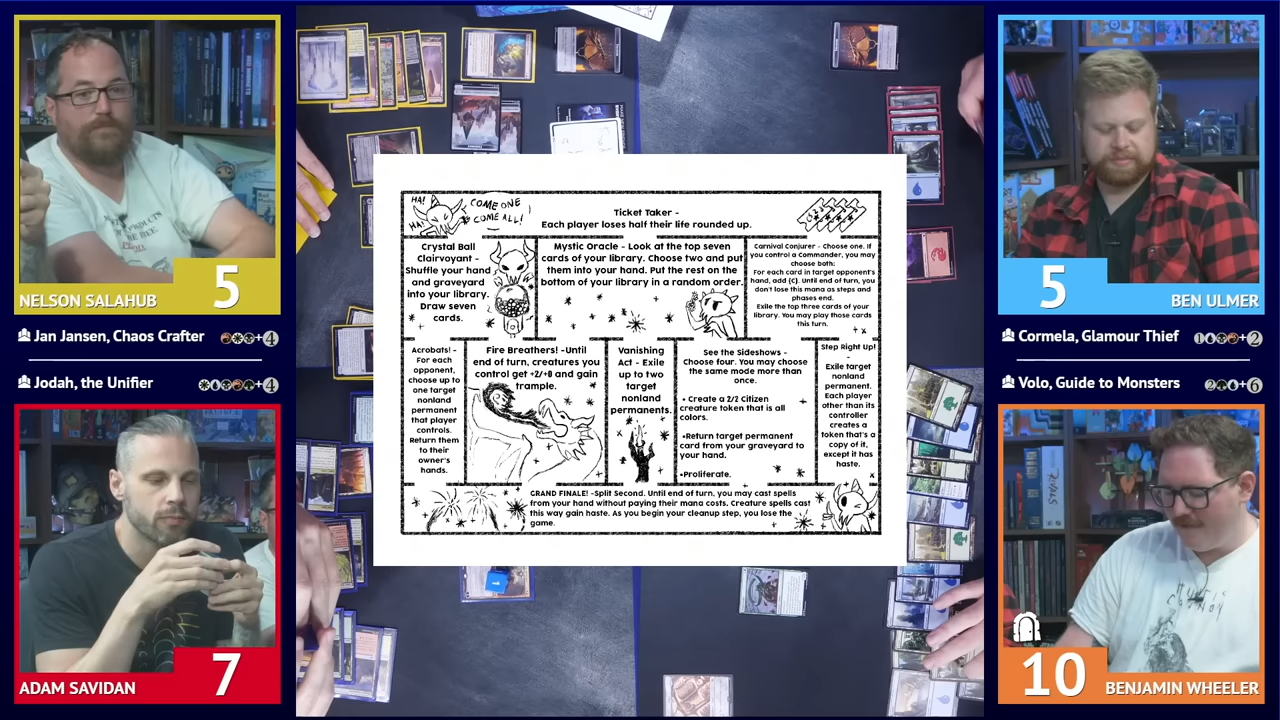 HA!
HA!
COME ONE
COME ALL!
Ticket Taker -
Each player loses half their life rounded up.
Crystal Ball
Clairvoyant -
Shuffle your hand
and graveyard
into your library.
Draw seven
cards.
Mystic Oracle - Look at the top seven
cards of your library. Choose two and put
them into your hand. Put the rest on the
bottom of your library in a random order.
Carnival Conjurer - Choose one. If
you control a Commander, you may
choose both:
For each card in target opponent's
hand, add {C}. Until end of turn, you
don't lose this mana as steps and
phases end.
Exile the top three cards of your
library. You may play those cards
this turn.
Acrobats! -
For each
opponent,
choose up to
one target
nonland
permanent
that player
controls.
Return them
to their
owner's
hands.
Fire Breathers! -Until
end of turn, creatures you
control get +2/+0 and gain
trample.
Vanishing
Act - Exile
up to two
target
nonland
permanents.
See the Sideshows -
Choose four. You may choose
the same mode more than
once.
• Create a 2/2 Citizen
creature token that is all
colors.
•Return target permanent
card from your graveyard to
your hand.
•Proliferate.
Step Right Up!
-
Exile target
nonland
permanent.
Each player
other than its
controller
creates a
token that's a
copy of it,
except it has
haste.
GRAND FINALE! -Split Second. Until end of turn, you may cast spells
from your hand without paying their mana costs. Creature spells cast
this way gain haste. As you begin your cleanup step, you lose the
game.
NELSON SALAHUB 5
Jan Jansen, Chaos Crafter +4
Jodah, the Unifier +4
ADAM SAVIDAN 7
5 BEN ULMER
Cormela, Glamour Thief 1 +2
Volo, Guide to Monsters 2 +6
10 BENJAMIN WHEELER